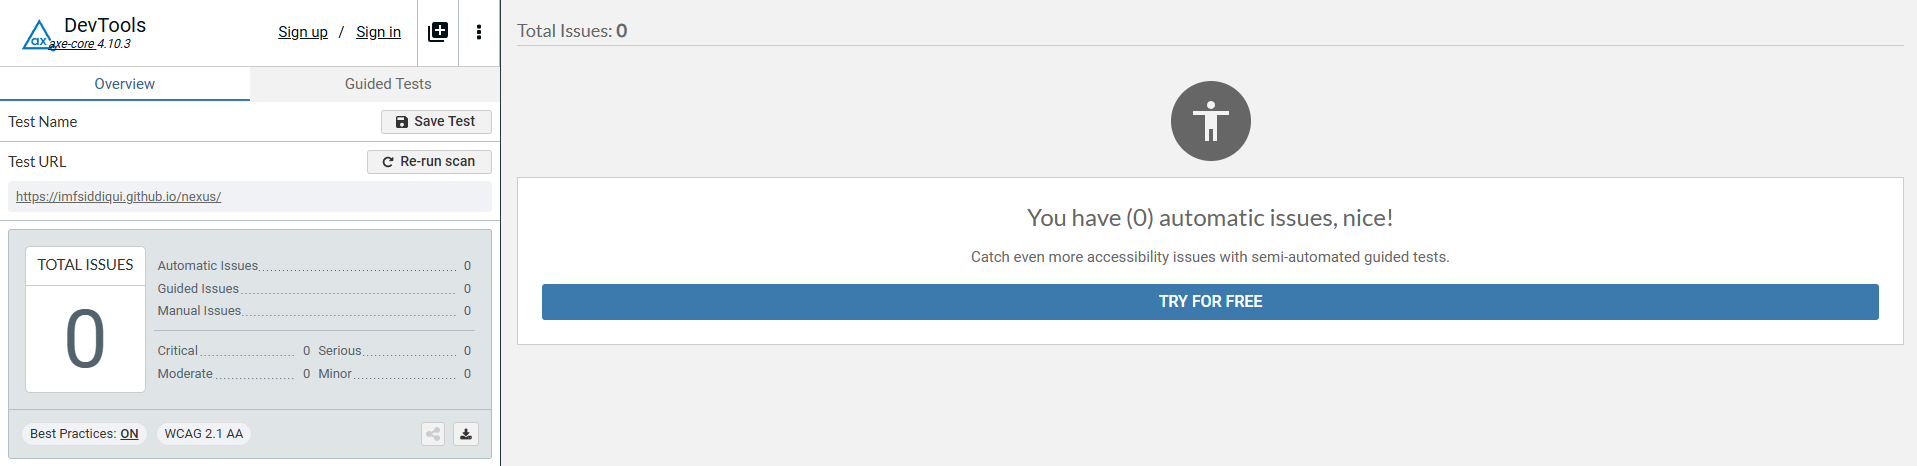 ax
DevTools
axe-core 4.10.3
Sign up / Sign in
Overview
Guided Tests
Test Name
Save Test
Test URL
Re-run scan
https://imfsiddiqui.github.io/nexus/
TOTAL ISSUES
0
Automatic Issues 0
Guided Issues 0
Manual Issues 0
Critical 0 Serious 0
Moderate 0 Minor 0
Best Practices: ON
WCAG 2.1 AA
Total Issues: 0
You have (0) automatic issues, nice!
Catch even more accessibility issues with semi-automated guided tests.
TRY FOR FREE